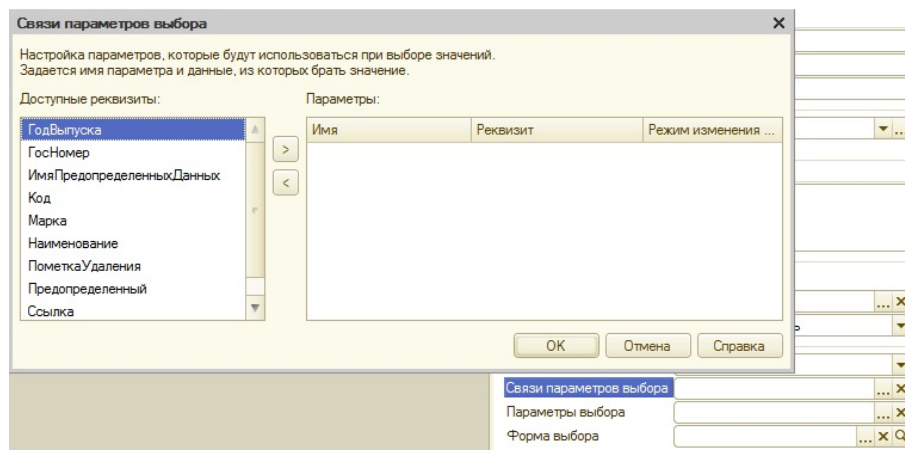 Связи параметров выбора
Настройка параметров, которые будут использоваться при выборе значений.
Задается имя параметра и данные, из которых брать значение.
Доступные реквизиты:
Параметры:
ГодВыпуска
ГосНомер
ИмяПредопределенныхДанных
Код
Марка
Наименование
ПометкаУдаления
Предопределенный
Ссылка
>
<
Имя Реквизит Режим изменения ...
ОК Отмена Справка
Связи параметров выбора
Параметры выбора
Форма выбора